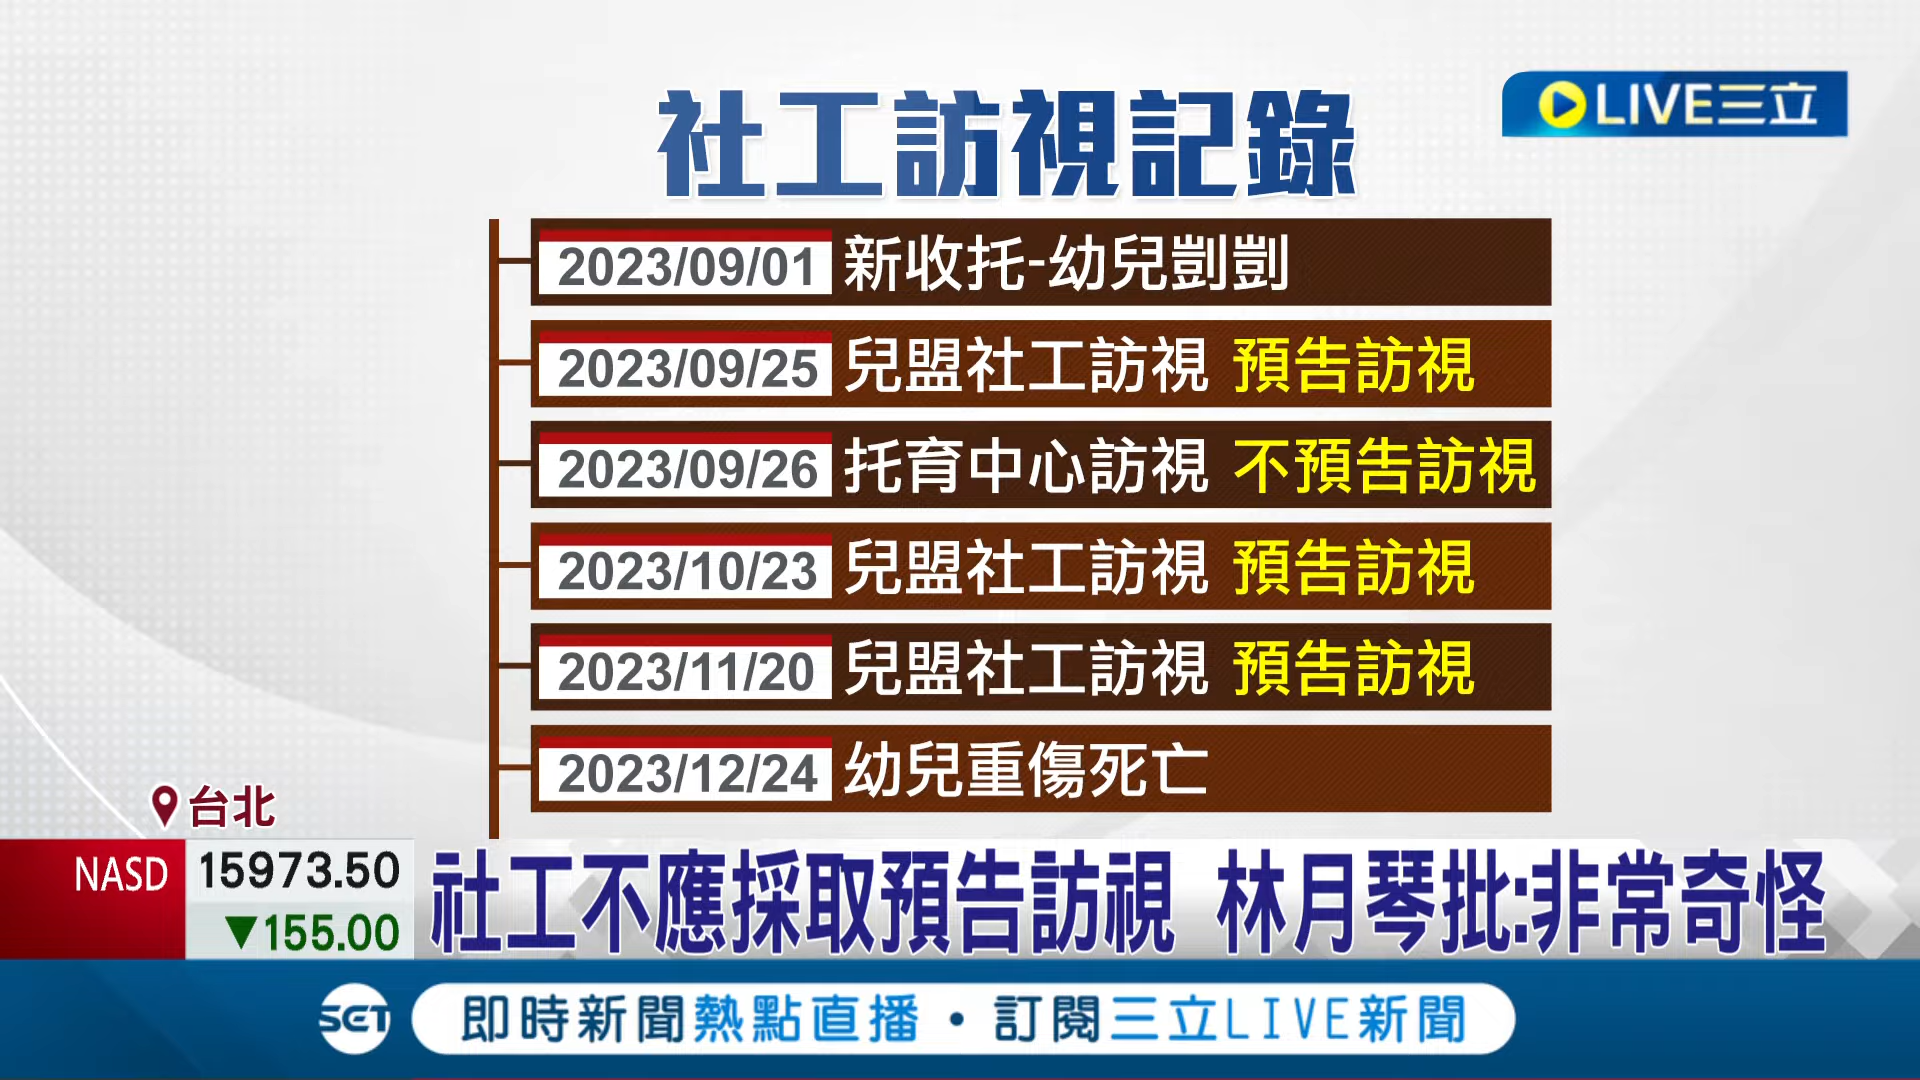 社工訪視記錄
LIVE三立
2023/09/01 新收托-幼兒剴剴
2023/09/25 兒盟社工訪視 預告訪視
2023/09/26 托育中心訪視 不預告訪視
2023/10/23 兒盟社工訪視 預告訪視
2023/11/20 兒盟社工訪視 預告訪視
2023/12/24 幼兒重傷死亡
台北
NASD 15973.50
▼155.00
社工不應採取預告訪視 林月琴批:非常奇怪
SET 即時新聞熱點直播・訂閱三立LIVE新聞